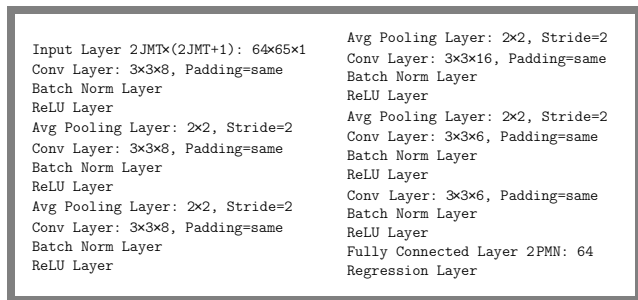 Input Layer 2JMT×(2JMT+1): 64×65×1
Conv Layer: 3×3×8, Padding=same
Batch Norm Layer
ReLU Layer
Avg Pooling Layer: 2×2, Stride=2
Conv Layer: 3×3×8, Padding=same
Batch Norm Layer
ReLU Layer
Avg Pooling Layer: 2×2, Stride=2
Conv Layer: 3×3×8, Padding=same
Batch Norm Layer
ReLU Layer
Avg Pooling Layer: 2×2, Stride=2
Conv Layer: 3×3×16, Padding=same
Batch Norm Layer
ReLU Layer
Avg Pooling Layer: 2×2, Stride=2
Conv Layer: 3×3×6, Padding=same
Batch Norm Layer
ReLU Layer
Conv Layer: 3×3×6, Padding=same
Batch Norm Layer
ReLU Layer
Fully Connected Layer 2PMN: 64
Regression Layer